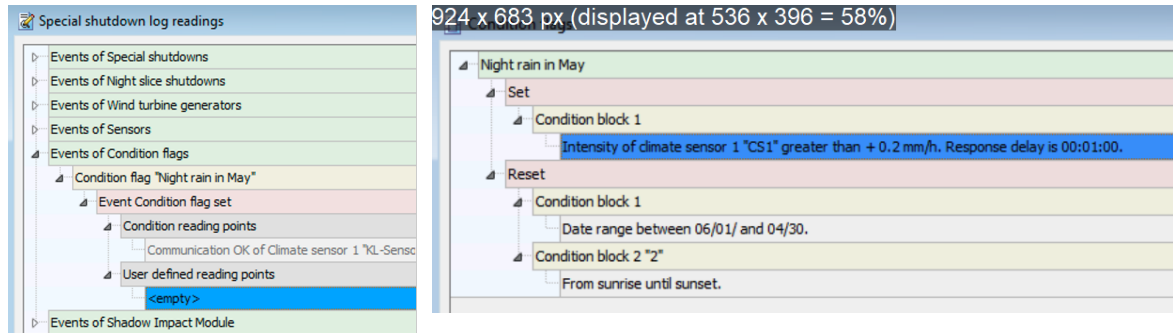 Special shutdown log readings
Events of Special shutdowns
Events of Night slice shutdowns
Events of Wind turbine generators
Events of Sensors
Events of Condition flags
Condition flag "Night rain in May"
Event Condition flag set
Condition reading points
Communication OK of Climate sensor 1 "KL-Senso
User defined reading points
<empty>
Events of Shadow Impact Module
924 x 683 px (displayed at 536 x 396 = 58%)
Condition flags
Night rain in May
Set
Condition block 1
Intensity of climate sensor 1 "CS1" greater than + 0.2 mm/h. Response delay is 00:01:00.
Reset
Condition block 1
Date range between 06/01/ and 04/30.
Condition block 2 "2"
From sunrise until sunset.